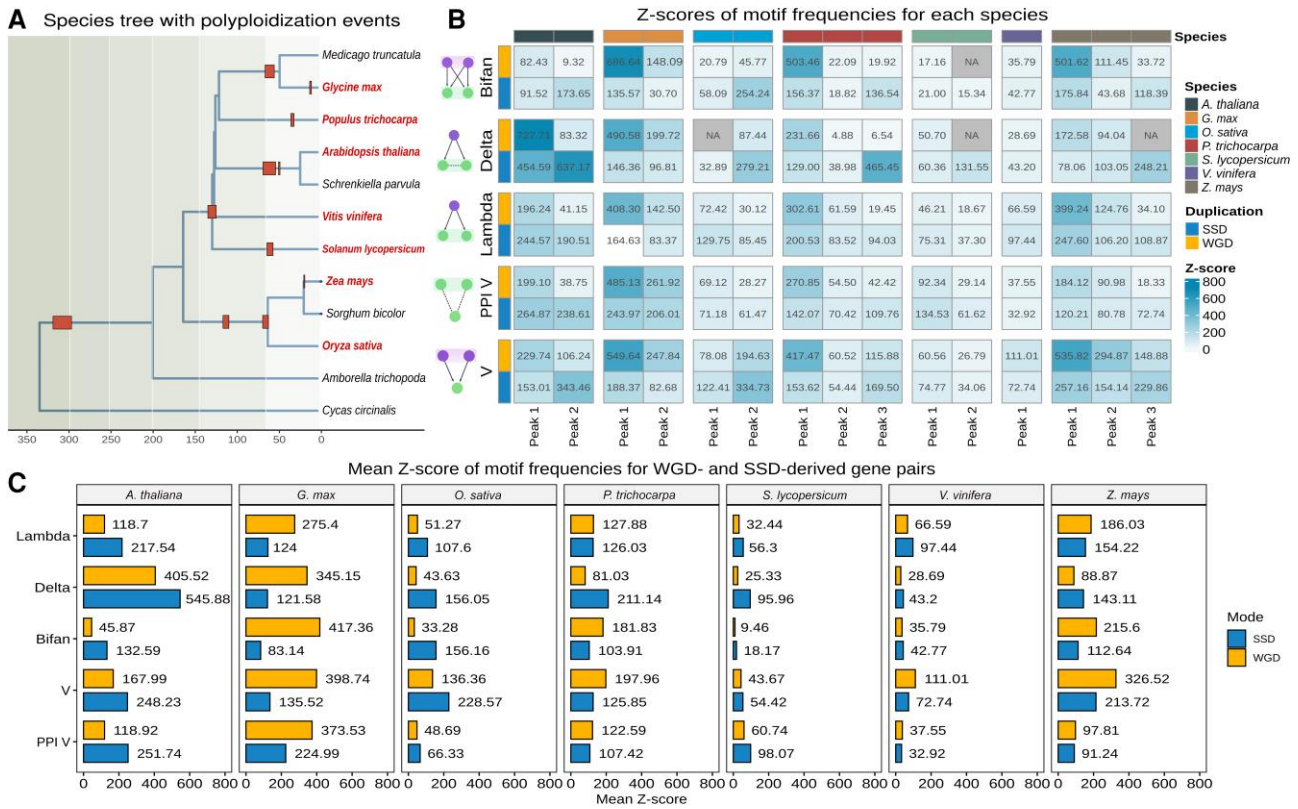 A
Species tree with polyploidization events
Medicago truncatula
Glycine max
Populus trichocarpa
Arabidopsis thaliana
Schrenkiella parvula
Vitis vinifera
Solanum lycopersicum
Zea mays
Sorghum bicolor
Oryza sativa
Amborella trichopoda
Cycas circinalis
350 300 250 200 150 100 50 0
B
Z-scores of motif frequencies for each species
Species
Bifan
82.43 9.32 686.64 148.09 20.79 45.77 503.46 22.09 19.92 17.16 NA 35.79 501.62 111.45 33.72
91.52 173.65 135.57 30.70 58.09 254.24 156.37 18.82 136.54 21.00 15.34 42.77 175.84 43.68 118.39
Delta
727.71 83.32 490.58 199.72 NA 87.44 231.66 4.88 6.54 50.70 NA 28.69 172.58 94.04 NA
454.59 637.17 146.36 96.81 32.89 279.21 129.00 38.98 465.45 60.36 131.55 43.20 78.06 103.05 248.21
Lambda
196.24 41.15 408.30 142.50 72.42 30.12 302.61 61.59 19.45 46.21 18.67 66.59 399.24 124.76 34.10
244.57 190.51 164.63 83.37 129.75 85.45 200.53 83.52 94.03 75.31 37.30 97.44 247.60 106.20 108.87
PPI V
199.10 38.75 485.13 261.92 69.12 28.27 270.85 54.50 42.42 92.34 29.14 37.55 184.12 90.98 18.33
264.87 238.61 243.97 206.01 71.18 61.47 142.07 70.42 109.76 134.53 61.62 32.92 120.21 80.78 72.74
V
229.74 106.24 549.64 247.84 78.08 194.63 417.47 60.52 115.88 60.56 26.79 111.01 535.82 294.87 148.88
153.01 343.46 188.37 82.68 122.41 334.73 153.62 54.44 169.50 74.77 34.06 72.74 257.16 154.14 229.86
Peak 1 Peak 2 Peak 1 Peak 2 Peak 1 Peak 2 Peak 1 Peak 2 Peak 3 Peak 1 Peak 2 Peak 1 Peak 1 Peak 2 Peak 3
Species
A. thaliana
G. max
O. sativa
P. trichocarpa
S. lycopersicum
V. vinifera
Z. mays
Duplication
SSD
WGD
Z-score
800
600
400
200
0
C
Mean Z-score of motif frequencies for WGD- and SSD-derived gene pairs
A. thaliana G. max O. sativa P. trichocarpa S. lycopersicum V. vinifera Z. mays
Lambda
118.7 275.4 51.27 127.88 32.44 66.59 186.03
217.54 124 107.6 126.03 56.3 97.44 154.22
Delta
405.52 345.15 43.63 81.03 25.33 28.69 88.87
545.88 121.58 156.05 211.14 95.96 43.2 143.11
Bifan
45.87 417.36 33.28 181.83 9.46 35.79 215.6
132.59 83.14 156.16 103.91 18.17 42.77 112.64
V
167.99 398.74 136.36 197.96 43.67 111.01 326.52
248.23 135.52 228.57 125.85 54.42 72.74 213.72
PPI V
118.92 373.53 48.69 122.59 60.74 37.55 97.81
251.74 224.99 66.33 107.42 98.07 32.92 91.24
0 200 400 600 800 0 200 400 600 800 0 200 400 600 800 0 200 400 600 800 0 200 400 600 800 0 200 400 600 800 0 200 400 600 800
Mean Z-score
Mode
SSD
WGD